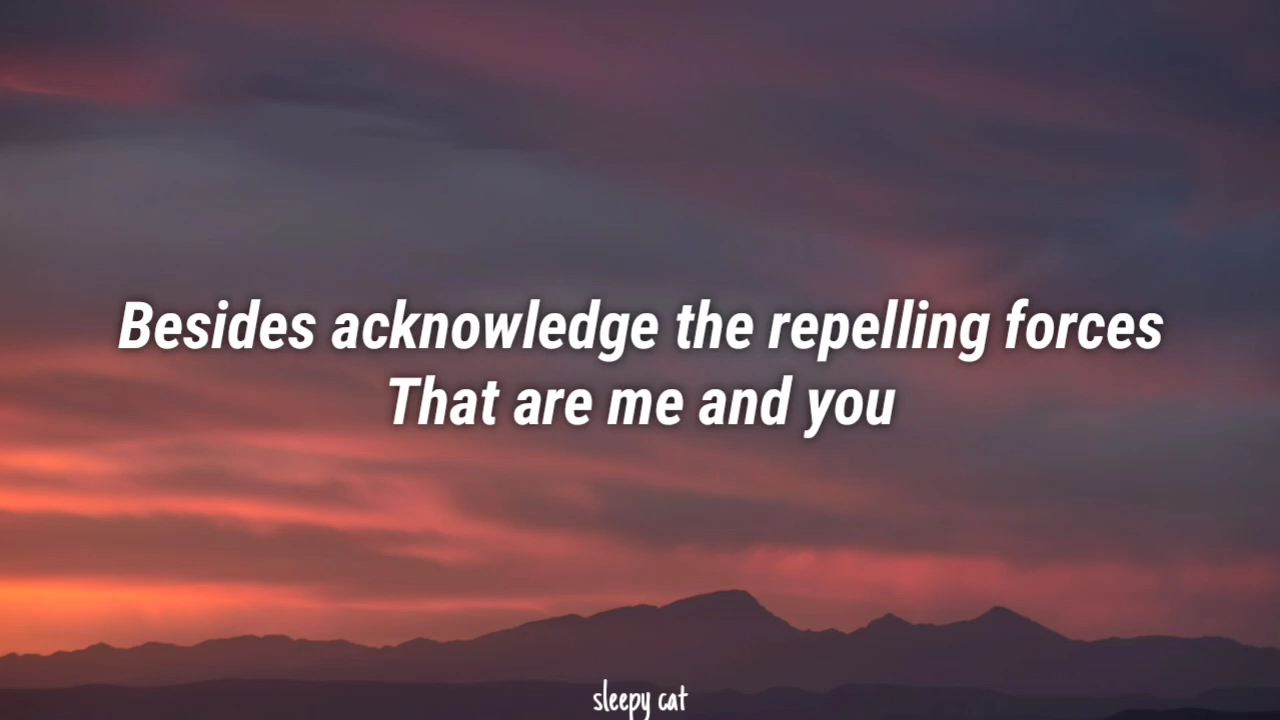 Besides acknowledge the repelling forces
That are me and you
sleepy cat